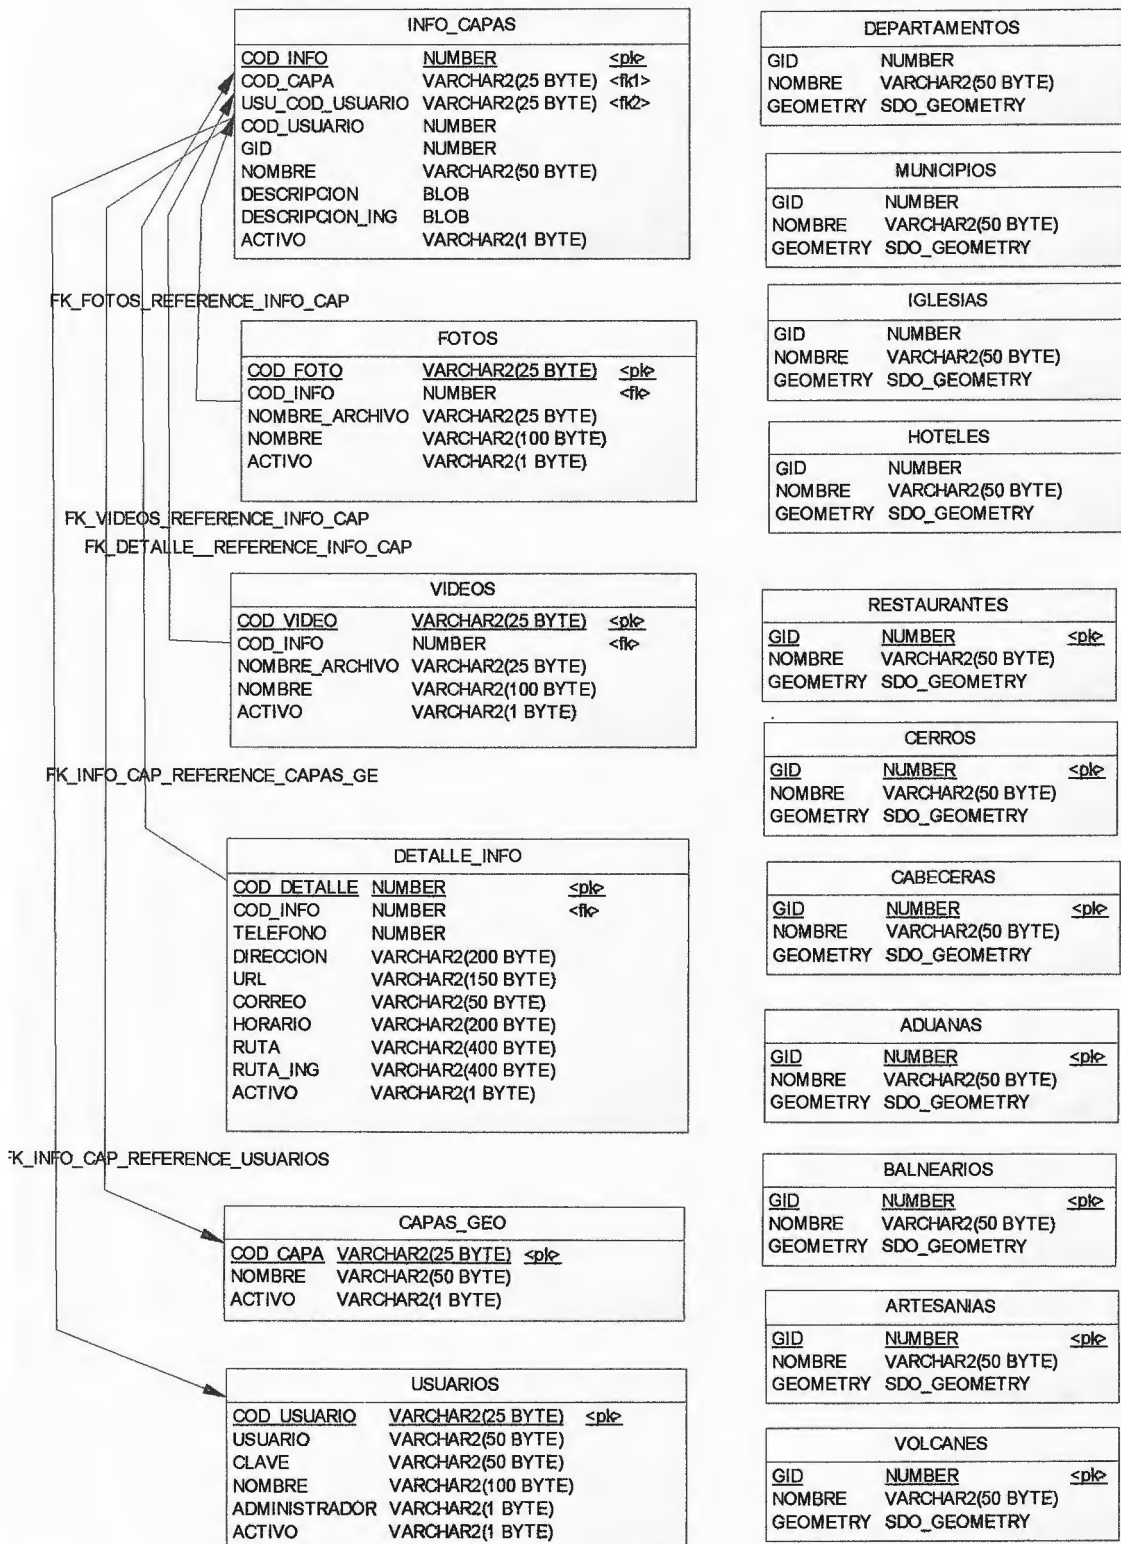 INFO_CAPAS
COD_INFO NUMBER <pk>
COD_CAPA VARCHAR2(25 BYTE) <fk1>
USU_COD_USUARIO VARCHAR2(25 BYTE) <fk2>
COD_USUARIO NUMBER
GID NUMBER
NOMBRE VARCHAR2(50 BYTE)
DESCRIPCION BLOB
DESCRIPCION_ING BLOB
ACTIVO VARCHAR2(1 BYTE)
FK_FOTOS_REFERENCE_INFO_CAP
FOTOS
COD_FOTO VARCHAR2(25 BYTE) <pk>
COD_INFO NUMBER <fk>
NOMBRE_ARCHIVO VARCHAR2(25 BYTE)
NOMBRE VARCHAR2(100 BYTE)
ACTIVO VARCHAR2(1 BYTE)
FK_VIDEOS_REFERENCE_INFO_CAP
FK_DETALLE__REFERENCE_INFO_CAP
VIDEOS
COD_VIDEO VARCHAR2(25 BYTE) <pk>
COD_INFO NUMBER <fk>
NOMBRE_ARCHIVO VARCHAR2(25 BYTE)
NOMBRE VARCHAR2(100 BYTE)
ACTIVO VARCHAR2(1 BYTE)
FK_INFO_CAP_REFERENCE_CAPAS_GE
DETALLE_INFO
COD_DETALLE NUMBER <pk>
COD_INFO NUMBER <fk>
TELEFONO NUMBER
DIRECCION VARCHAR2(200 BYTE)
URL VARCHAR2(150 BYTE)
CORREO VARCHAR2(50 BYTE)
HORARIO VARCHAR2(200 BYTE)
RUTA VARCHAR2(400 BYTE)
RUTA_ING VARCHAR2(400 BYTE)
ACTIVO VARCHAR2(1 BYTE)
FK_INFO_CAP_REFERENCE_USUARIOS
CAPAS_GEO
COD_CAPA VARCHAR2(25 BYTE) <pk>
NOMBRE VARCHAR2(50 BYTE)
ACTIVO VARCHAR2(1 BYTE)
USUARIOS
COD_USUARIO VARCHAR2(25 BYTE) <pk>
USUARIO VARCHAR2(50 BYTE)
CLAVE VARCHAR2(50 BYTE)
NOMBRE VARCHAR2(100 BYTE)
ADMINISTRADOR VARCHAR2(1 BYTE)
ACTIVO VARCHAR2(1 BYTE)
DEPARTAMENTOS
GID NUMBER
NOMBRE VARCHAR2(50 BYTE)
GEOMETRY SDO_GEOMETRY
MUNICIPIOS
GID NUMBER
NOMBRE VARCHAR2(50 BYTE)
GEOMETRY SDO_GEOMETRY
IGLESIAS
GID NUMBER
NOMBRE VARCHAR2(50 BYTE)
GEOMETRY SDO_GEOMETRY
HOTELES
GID NUMBER
NOMBRE VARCHAR2(50 BYTE)
GEOMETRY SDO_GEOMETRY
RESTAURANTES
GID NUMBER <pk>
NOMBRE VARCHAR2(50 BYTE)
GEOMETRY SDO_GEOMETRY
CERROS
GID NUMBER <pk>
NOMBRE VARCHAR2(50 BYTE)
GEOMETRY SDO_GEOMETRY
CABECERAS
GID NUMBER <pk>
NOMBRE VARCHAR2(50 BYTE)
GEOMETRY SDO_GEOMETRY
ADUANAS
GID NUMBER <pk>
NOMBRE VARCHAR2(50 BYTE)
GEOMETRY SDO_GEOMETRY
BALNEARIOS
GID NUMBER <pk>
NOMBRE VARCHAR2(50 BYTE)
GEOMETRY SDO_GEOMETRY
ARTESANIAS
GID NUMBER <pk>
NOMBRE VARCHAR2(50 BYTE)
GEOMETRY SDO_GEOMETRY
VOLCANES
GID NUMBER <pk>
NOMBRE VARCHAR2(50 BYTE)
GEOMETRY SDO_GEOMETRY